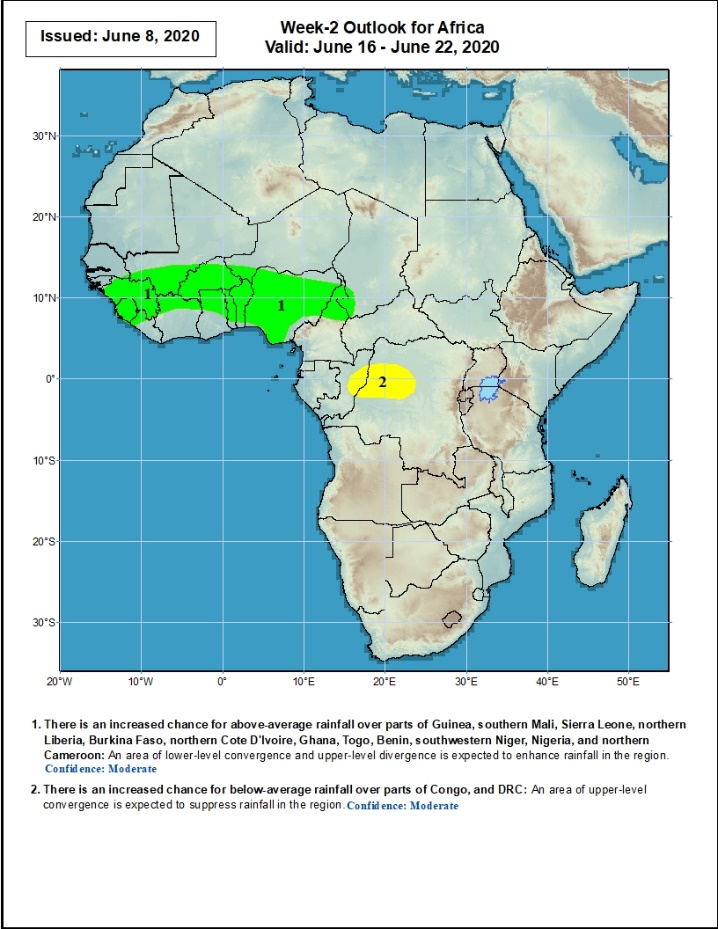 Issued: June 8, 2020
Week-2 Outlook for Africa
Valid: June 16 - June 22, 2020
30°N
20°N
10°N
0°
10°S
20°S
30°S
1
1
2
20°W
10°W
0°
10°E
20°E
30°E
40°E
50°E
1. There is an increased chance for above-average rainfall over parts of Guinea, southern Mali, Sierra Leone, northern
Liberia, Burkina Faso, northern Cote D'Ivoire, Ghana, Togo, Benin, southwestern Niger, Nigeria, and northern
Cameroon: An area of lower-level convergence and upper-level divergence is expected to enhance rainfall in the region.
Confidence: Moderate
2. There is an increased chance for below-average rainfall over parts of Congo, and DRC: An area of upper-level
convergence is expected to suppress rainfall in the region. Confidence: Moderate